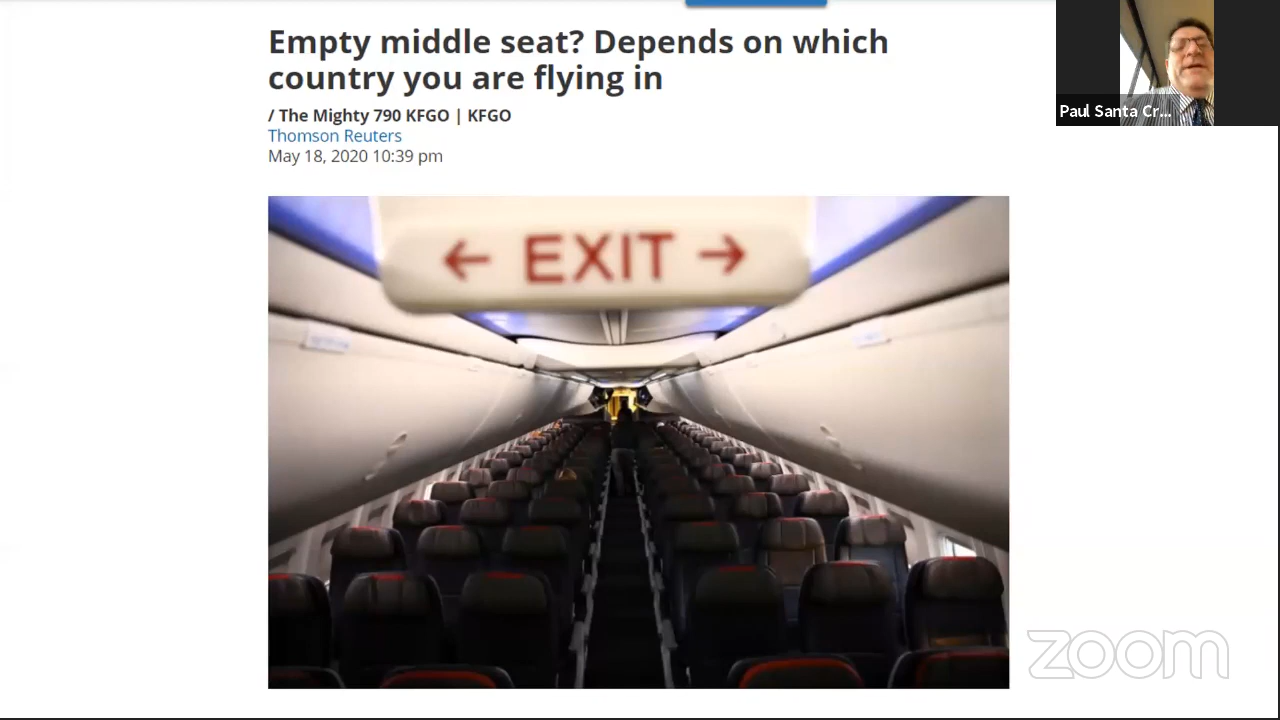 Empty middle seat? Depends on which
country you are flying in
/ The Mighty 790 KFGO | KFGO
Thomson Reuters
May 18, 2020 10:39 pm
Paul Santa Cr...
← EXIT →
zoom